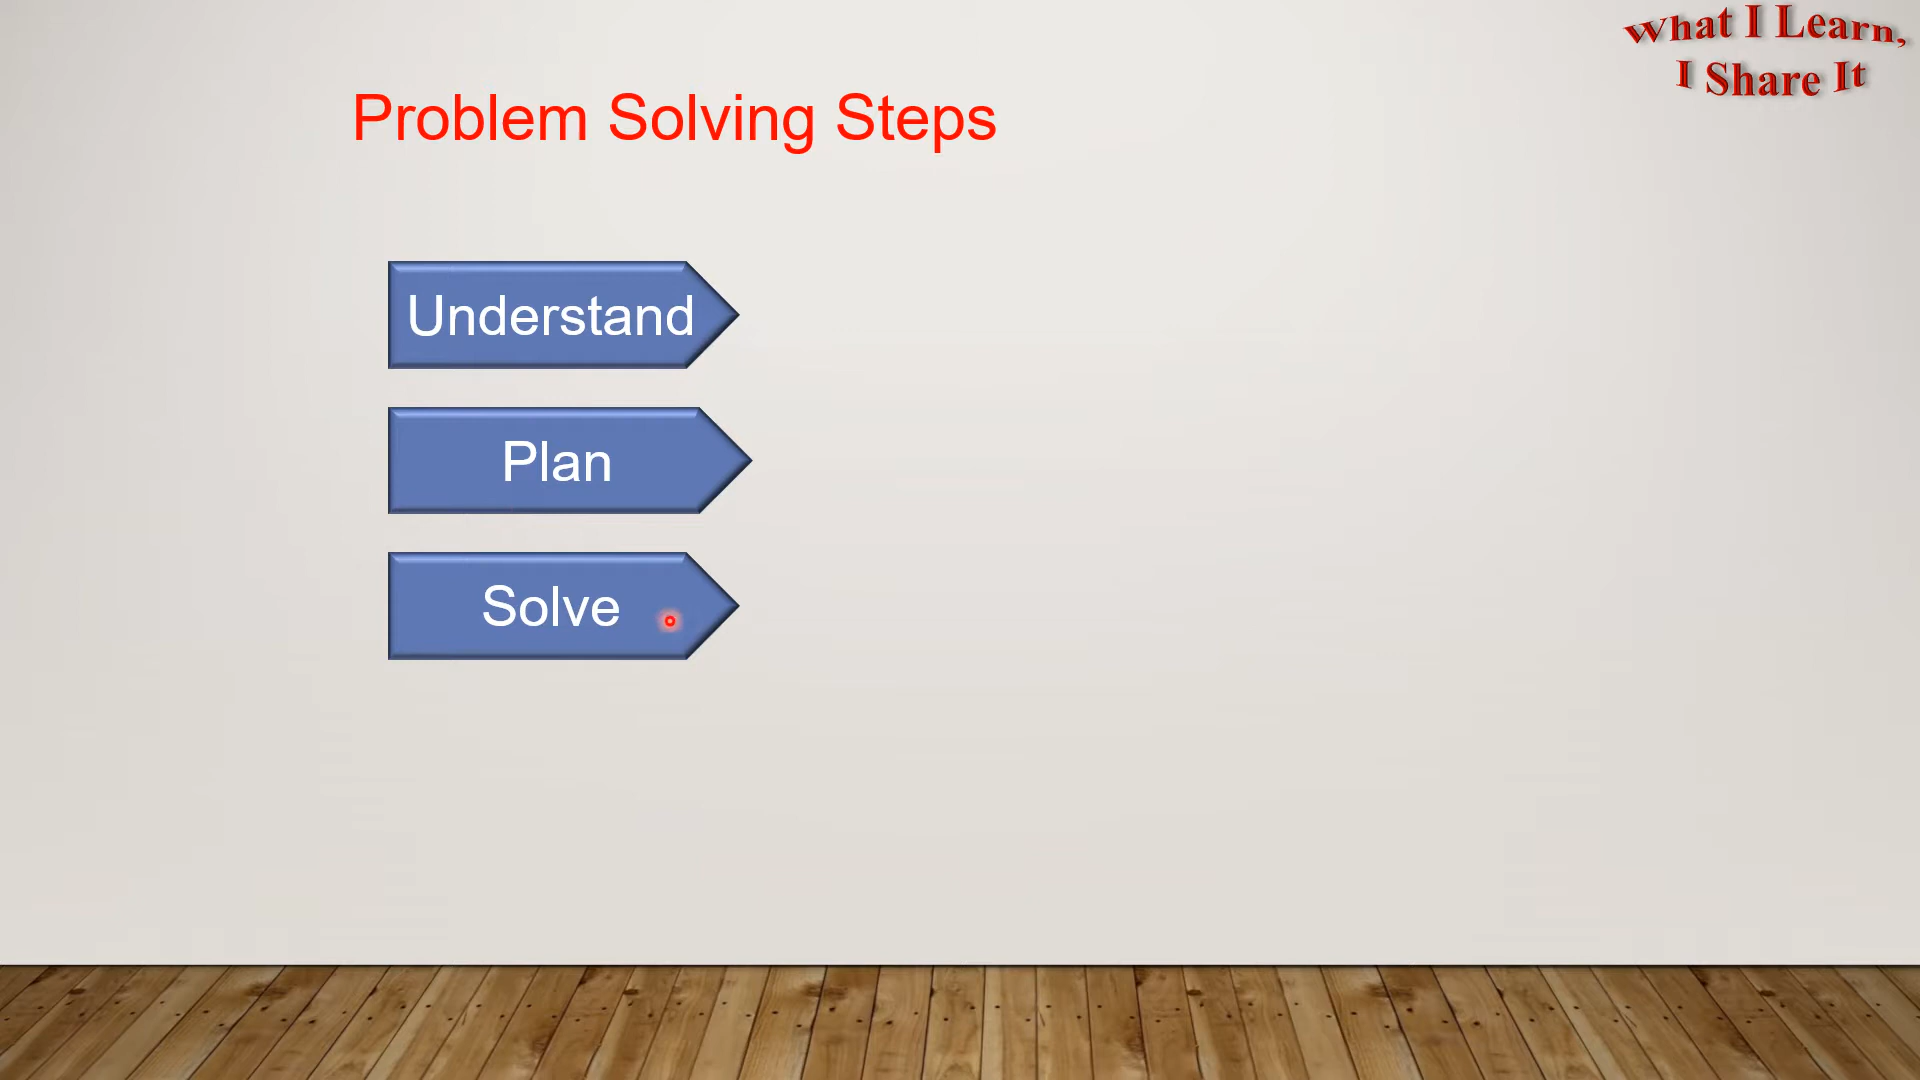 What I Learn,
I Share It
Problem Solving Steps
Understand
Plan
Solve